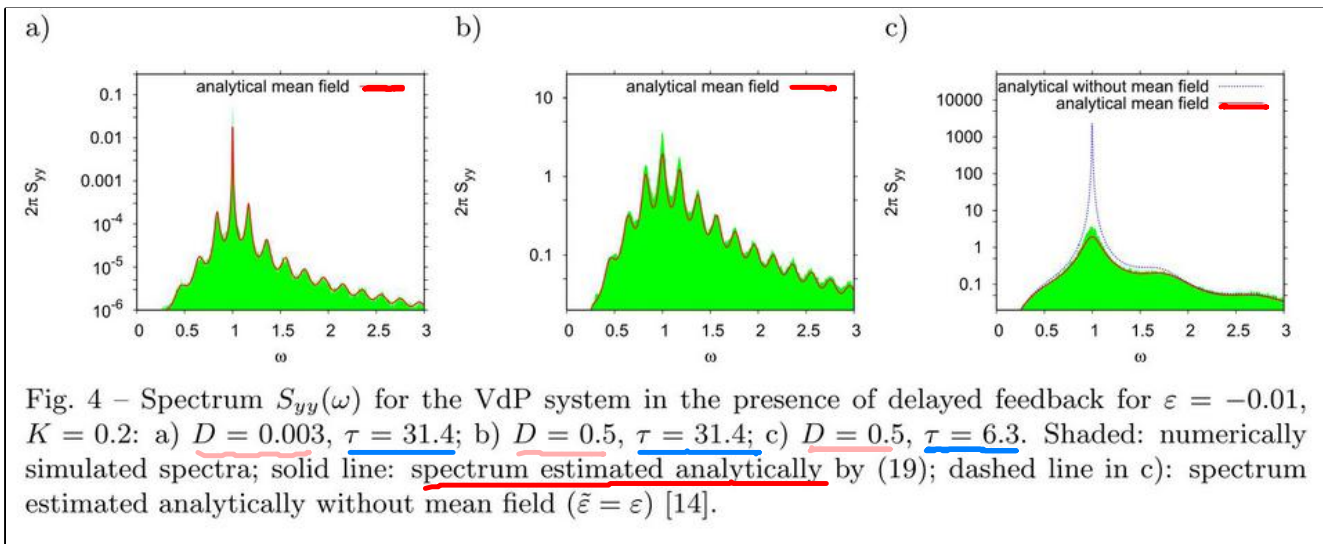 a) b) c)
analytical mean field
0.1
0.01
0.001
10⁻⁴
10⁻⁵
10⁻⁶
2π S_yy
0 0.5 1 1.5 2 2.5 3
ω
analytical mean field
10
1
0.1
2π S_yy
0 0.5 1 1.5 2 2.5 3
ω
analytical without mean field
analytical mean field
10000
1000
100
10
1
0.1
2π S_yy
0 0.5 1 1.5 2 2.5 3
ω
Fig. 4 – Spectrum S_yy(ω) for the VdP system in the presence of delayed feedback for ε = −0.01,
K = 0.2: a) D = 0.003, τ = 31.4; b) D = 0.5, τ = 31.4; c) D = 0.5, τ = 6.3. Shaded: numerically
simulated spectra; solid line: spectrum estimated analytically by (19); dashed line in c): spectrum
estimated analytically without mean field (ε̃ = ε) [14].